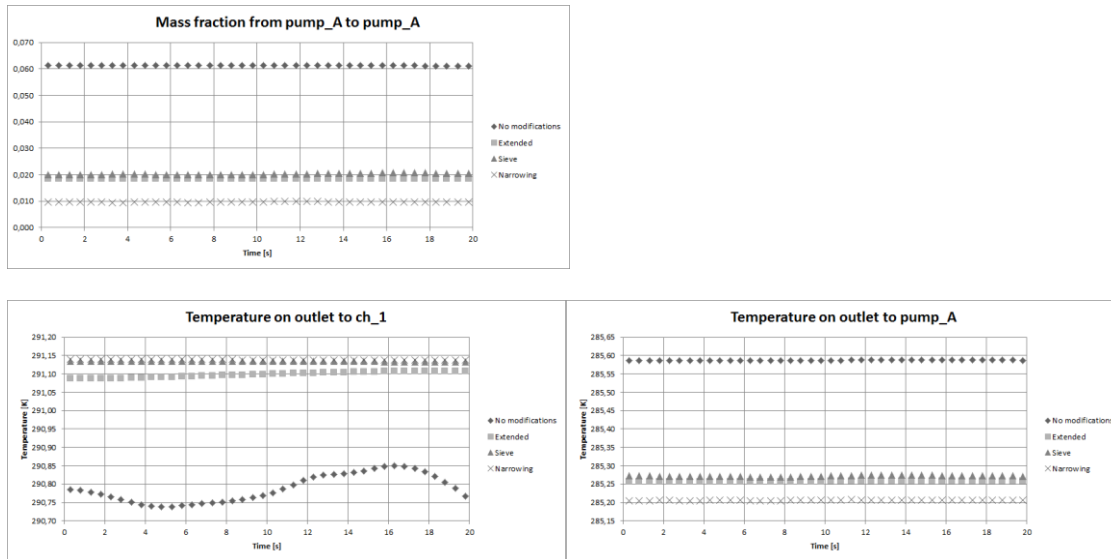 Mass fraction from pump_A to pump_A
0,070
0,060
0,050
0,040
0,030
0,020
0,010
0,000
0 2 4 6 8 10 12 14 16 18 20
Time [s]
No modifications
Extended
Sieve
Narrowing
Temperature on outlet to ch_1
Temperature [K]
291,20
291,15
291,10
291,05
291,00
290,95
290,90
290,85
290,80
290,75
290,70
0 2 4 6 8 10 12 14 16 18 20
Time [s]
No modifications
Extended
Sieve
Narrowing
Temperature on outlet to pump_A
Temperature [K]
285,65
285,60
285,55
285,50
285,45
285,40
285,35
285,30
285,25
285,20
285,15
0 2 4 6 8 10 12 14 16 18 20
Time [s]
No modifications
Extended
Sieve
Narrowing